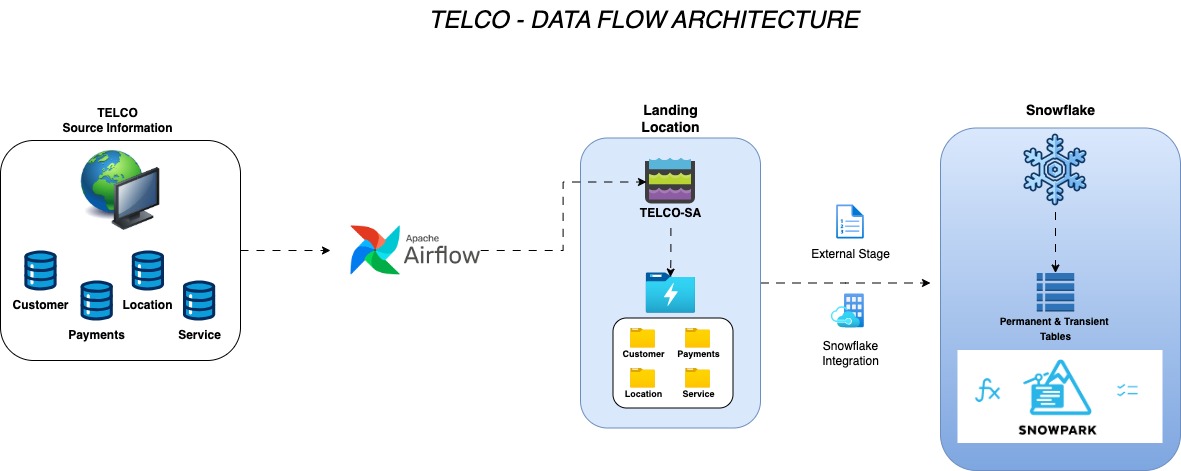 TELCO - DATA FLOW ARCHITECTURE
TELCO
Source Information
Customer
Location
Payments
Service
Apache
Airflow
Landing
Location
TELCO-SA
Customer
Payments
Location
Service
External Stage
Snowflake
Integration
Snowflake
Permanent & Transient
Tables
fx
SNOWPARK